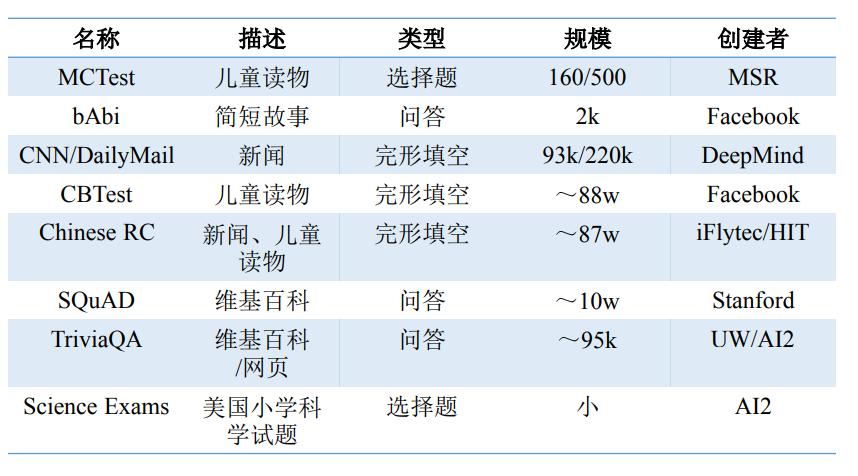 名称 描述 类型 规模 创建者
MCTest 儿童读物 选择题 160/500 MSR
bAbi 简短故事 问答 2k Facebook
CNN/DailyMail 新闻 完形填空 93k/220k DeepMind
CBTest 儿童读物 完形填空 ～88w Facebook
Chinese RC 新闻、儿童 完形填空 ～87w iFlytec/HIT
读物
SQuAD 维基百科 问答 ～10w Stanford
TriviaQA 维基百科 问答 ～95k UW/AI2
/网页
Science Exams 美国小学科 选择题 小 AI2
学试题